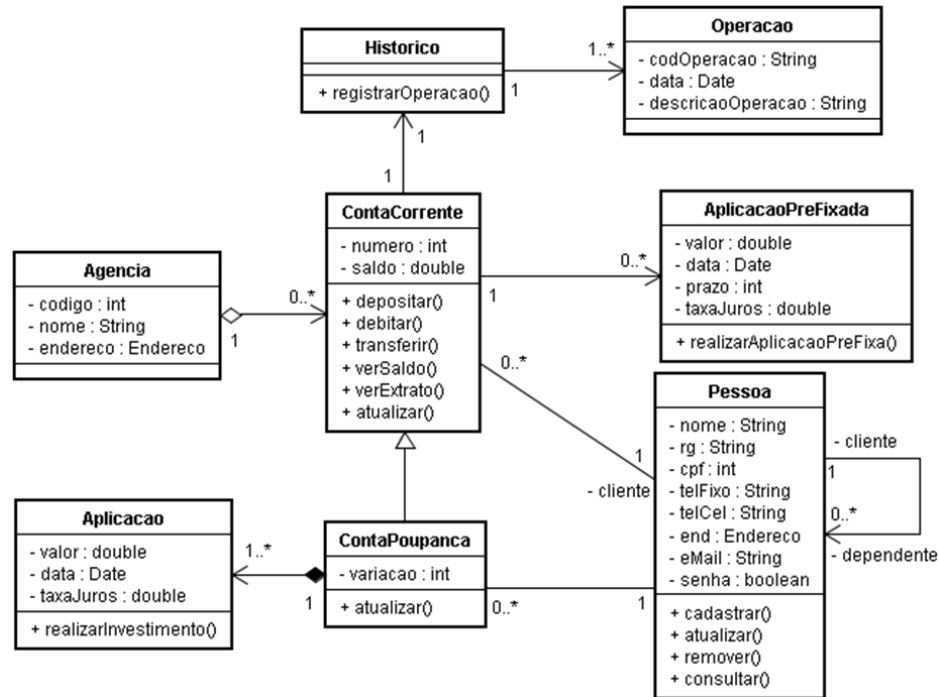 Historico
+ registrarOperacao()
1
1..*
Operacao
- codOperacao : String
- data : Date
- descricaoOperacao : String
1
1
ContaCorrente
- numero : int
- saldo : double
+ depositar()
+ debitar()
+ transferir()
+ verSaldo()
+ verExtrato()
+ atualizar()
1
0..*
AplicacaoPreFixada
- valor : double
- data : Date
- prazo : int
- taxaJuros : double
+ realizarAplicacaoPreFixa()
Agência
- codigo : int
- nome : String
- endereco : Endereco
1
0..*
0..*
1
- cliente
Pessoa
- nome : String
- rg : String
- cpf : int
- telFixo : String
- telCel : String
- end : Endereco
- eMail : String
- senha : boolean
+ cadastrar()
+ atualizar()
+ remover()
+ consultar()
- cliente
1
0..*
- dependente
Aplicacao
- valor : double
- data : Date
- taxaJuros : double
+ realizarInvestimento()
1..*
1
ContaPoupanca
- variacao : int
+ atualizar()
0..*
1